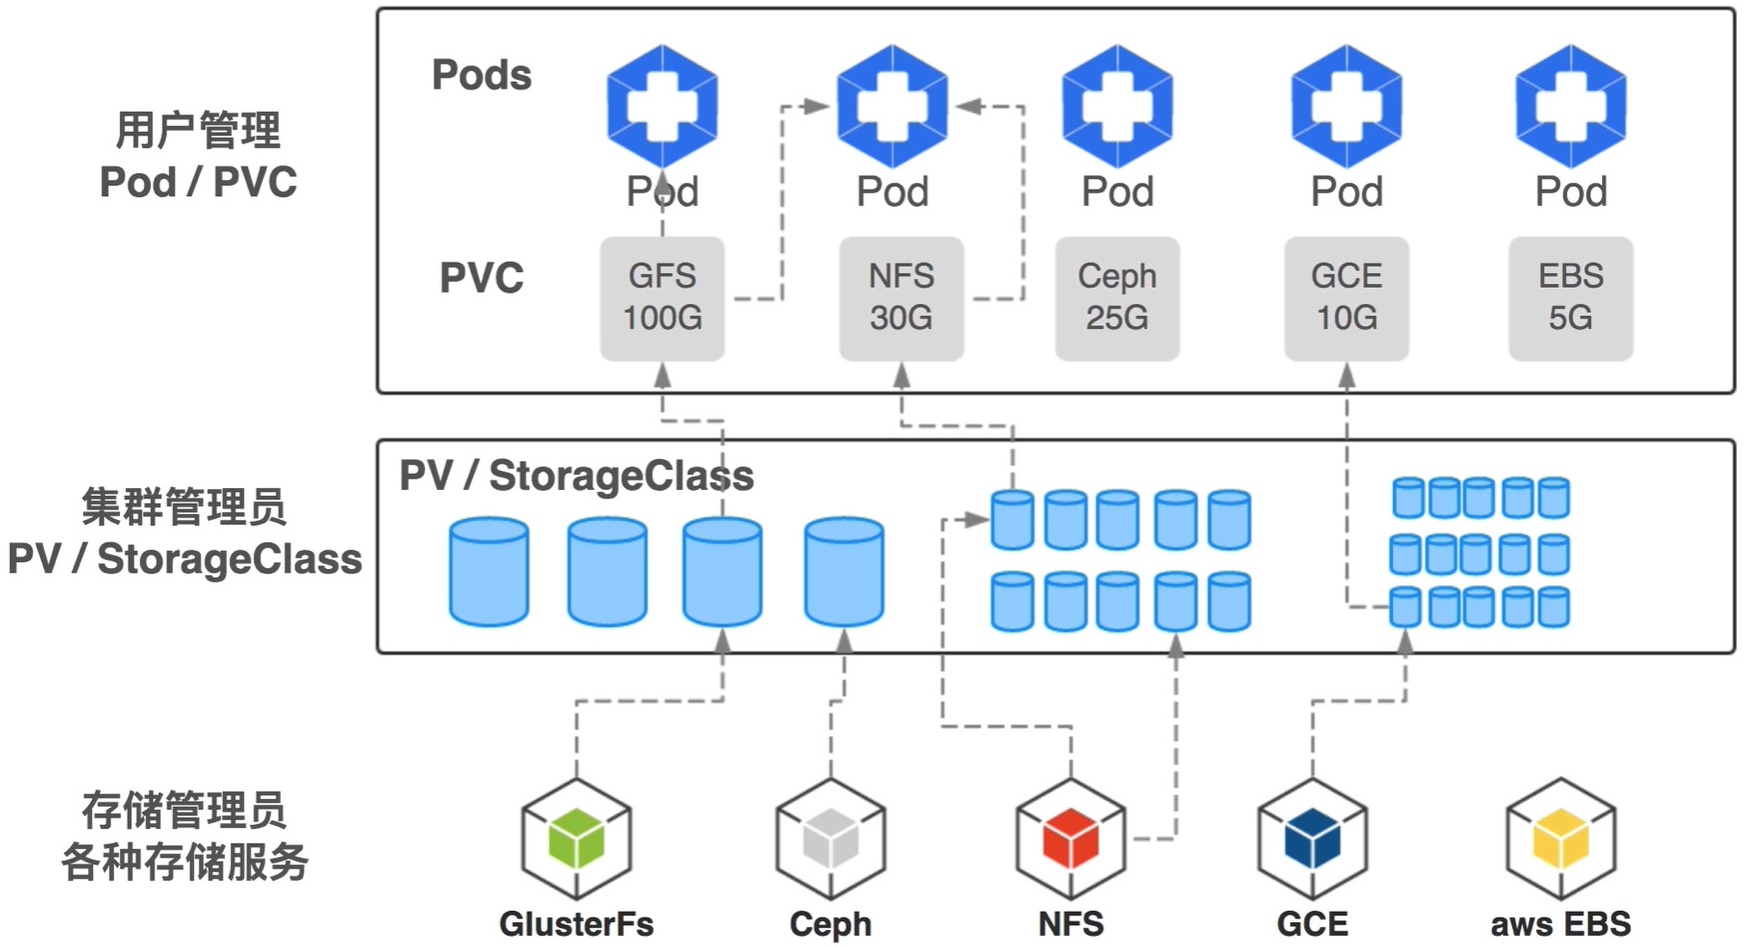 用户管理
Pod / PVC
Pods
Pod
Pod
Pod
Pod
Pod
PVC
GFS
100G
NFS
30G
Ceph
25G
GCE
10G
EBS
5G
集群管理员
PV / StorageClass
PV / StorageClass
存储管理员
各种存储服务
GlusterFs
Ceph
NFS
GCE
aws EBS